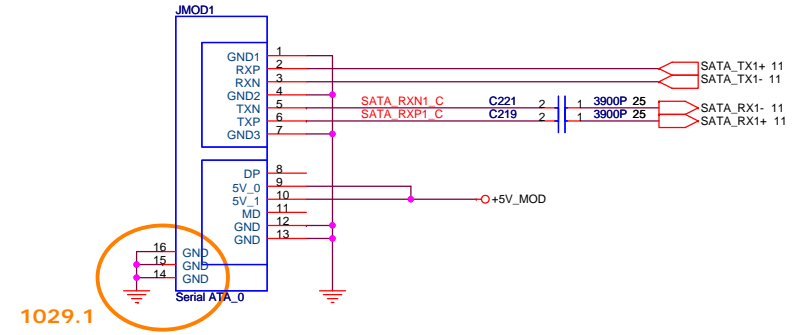 JMOD1
GND1 1
RXP 2 SATA_TX1+ 11
RXN 3 SATA_TX1- 11
GND2 4
TXN 5 SATA_RXN1_C C221 2 1 3900P 25 SATA_RX1- 11
TXP 6 SATA_RXP1_C C219 2 1 3900P 25 SATA_RX1+ 11
GND3 7
DP 8
5V_0 9
5V_1 10 +5V_MOD
MD 11
GND 12
GND 13
16 GND
15 GND
14 GND
Serial ATA_0
1029.1